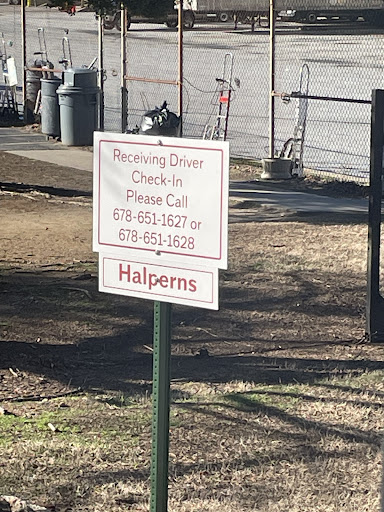 Receiving Driver
Check-In
Please Call
678-651-1627 or
678-651-1628
Halperns